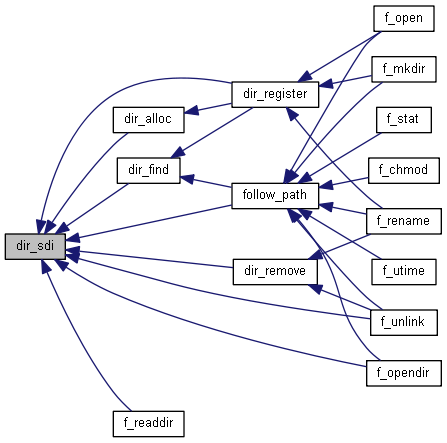 f_open
f_mkdir
dir_register
dir_alloc
f_stat
dir_find
f_chmod
follow_path
f_rename
dir_sdi
dir_remove
f_utime
f_unlink
f_opendir
f_readdir